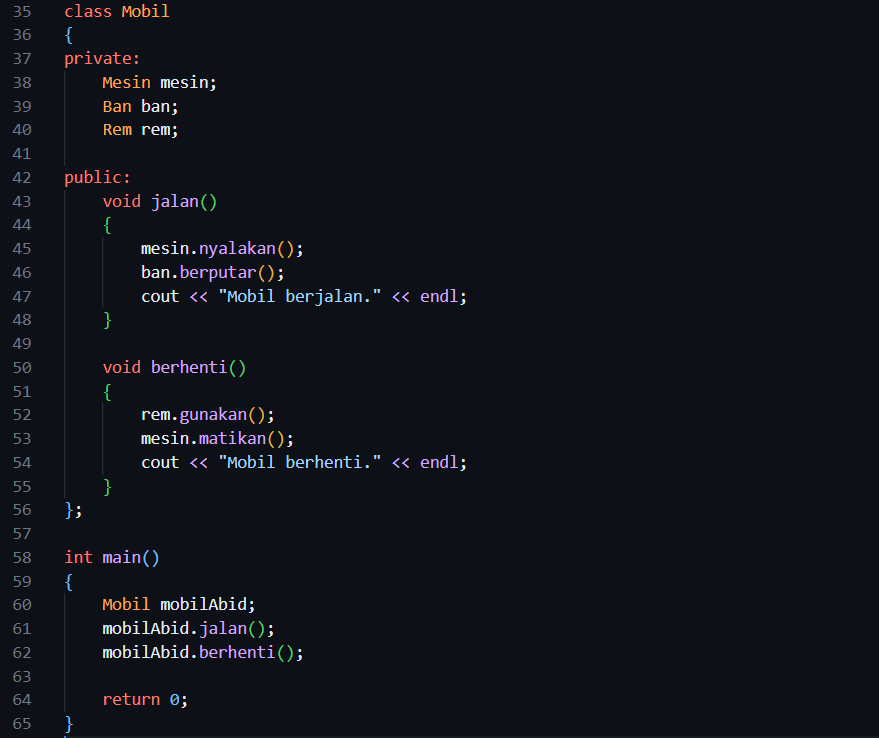 35 class Mobil
36 {
37 private:
38     Mesin mesin;
39     Ban ban;
40     Rem rem;
41
42 public:
43     void jalan()
44     {
45         mesin.nyalakan();
46         ban.berputar();
47         cout << "Mobil berjalan." << endl;
48     }
49
50     void berhenti()
51     {
52         rem.gunakan();
53         mesin.matikan();
54         cout << "Mobil berhenti." << endl;
55     }
56 };
57
58 int main()
59 {
60     Mobil mobilAbid;
61     mobilAbid.jalan();
62     mobilAbid.berhenti();
63
64     return 0;
65 }